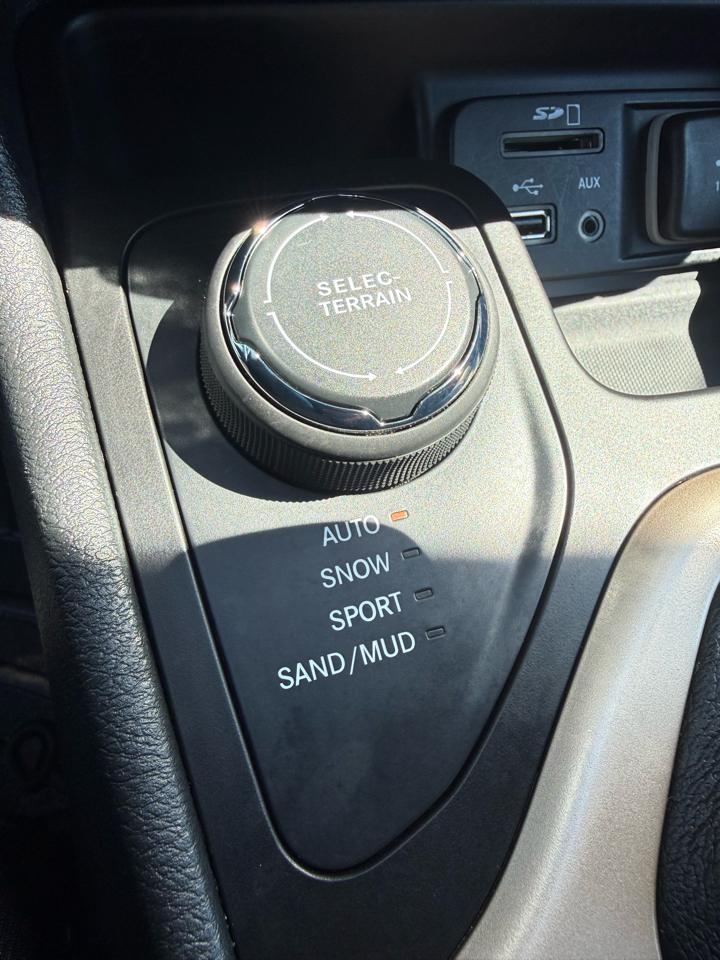 SD
AUX
SELEC-
TERRAIN
AUTO
SNOW
SPORT
SAND/MUD